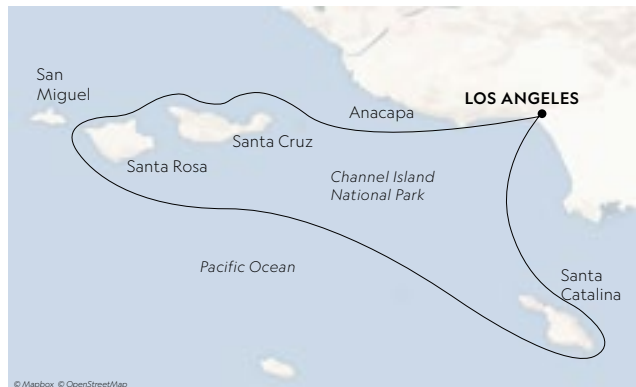 San
Miguel
Anacapa
LOS ANGELES
Santa Cruz
Santa Rosa
Channel Island
National Park
Pacific Ocean
Santa
Catalina
© Mapbox © OpenStreetMap